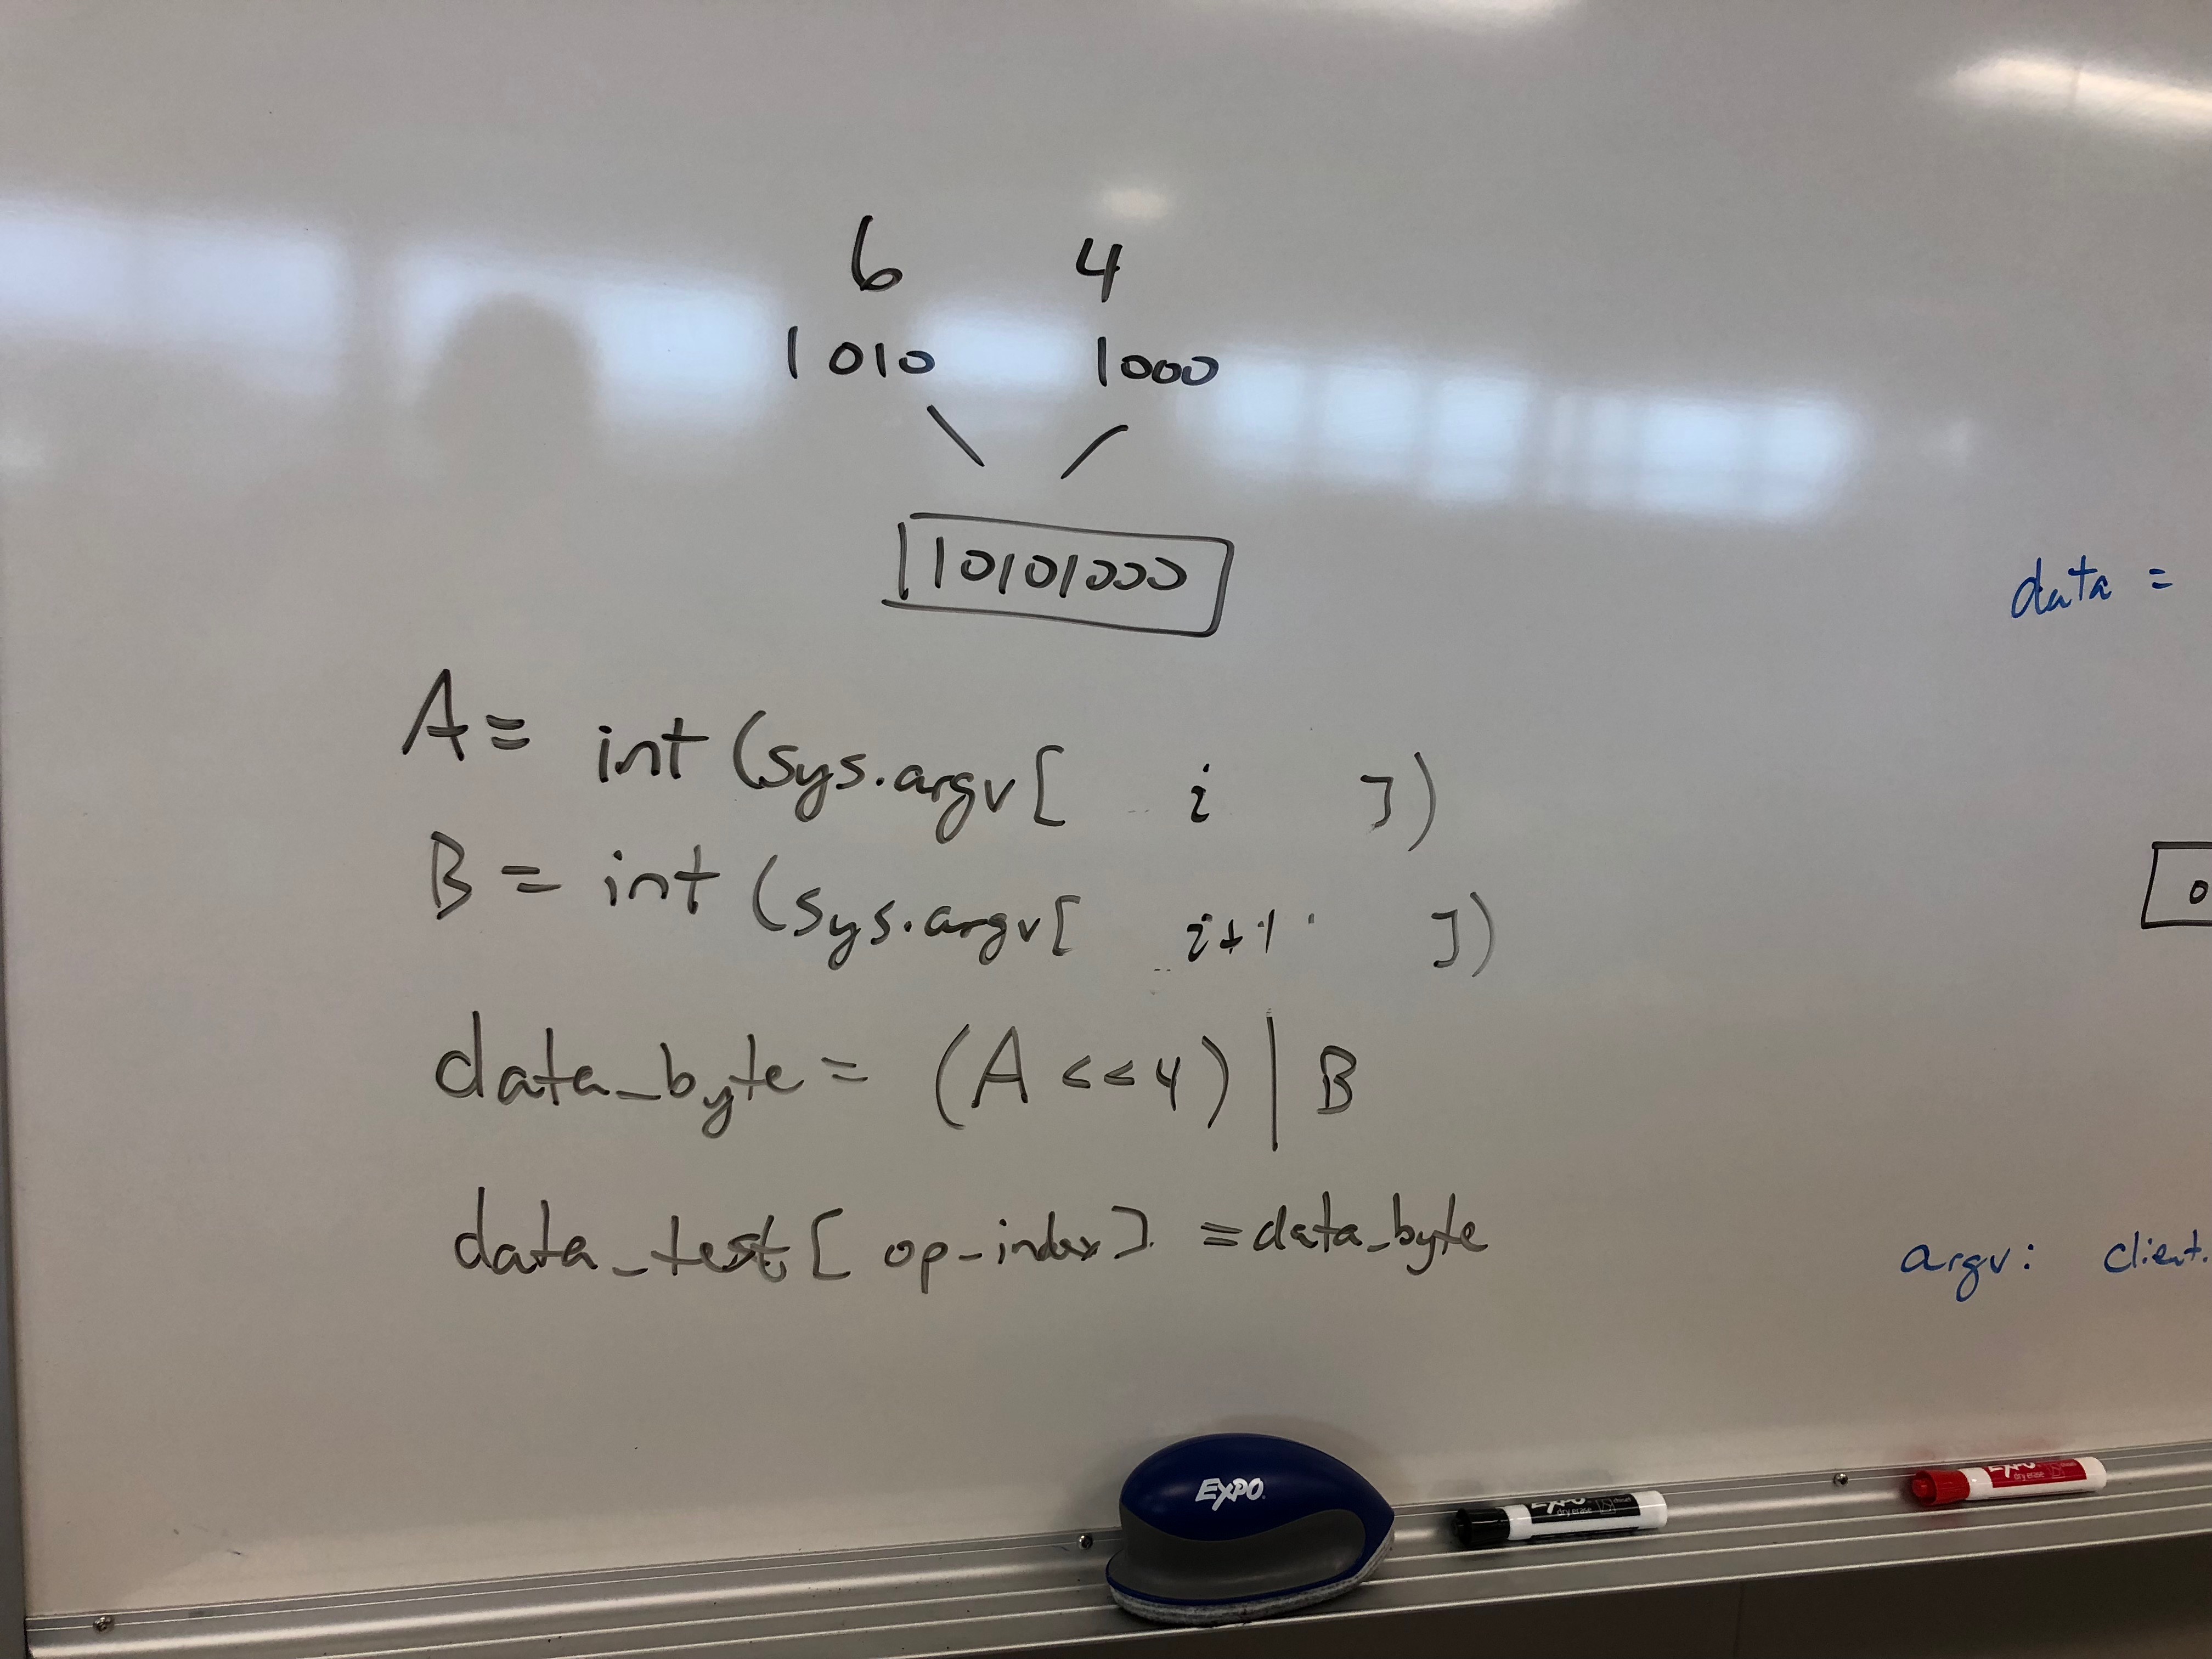 6 4
1010 1000
10101000
data =
A= int (sys.argv[ i ])
B = int (sys.argv[ i+1 ])
0
data_byte = (A <<4) | B
data_test[ op-index] =data_byte
argv: client.
EXPO
EXPO
dry erase
EXPO
dry erase